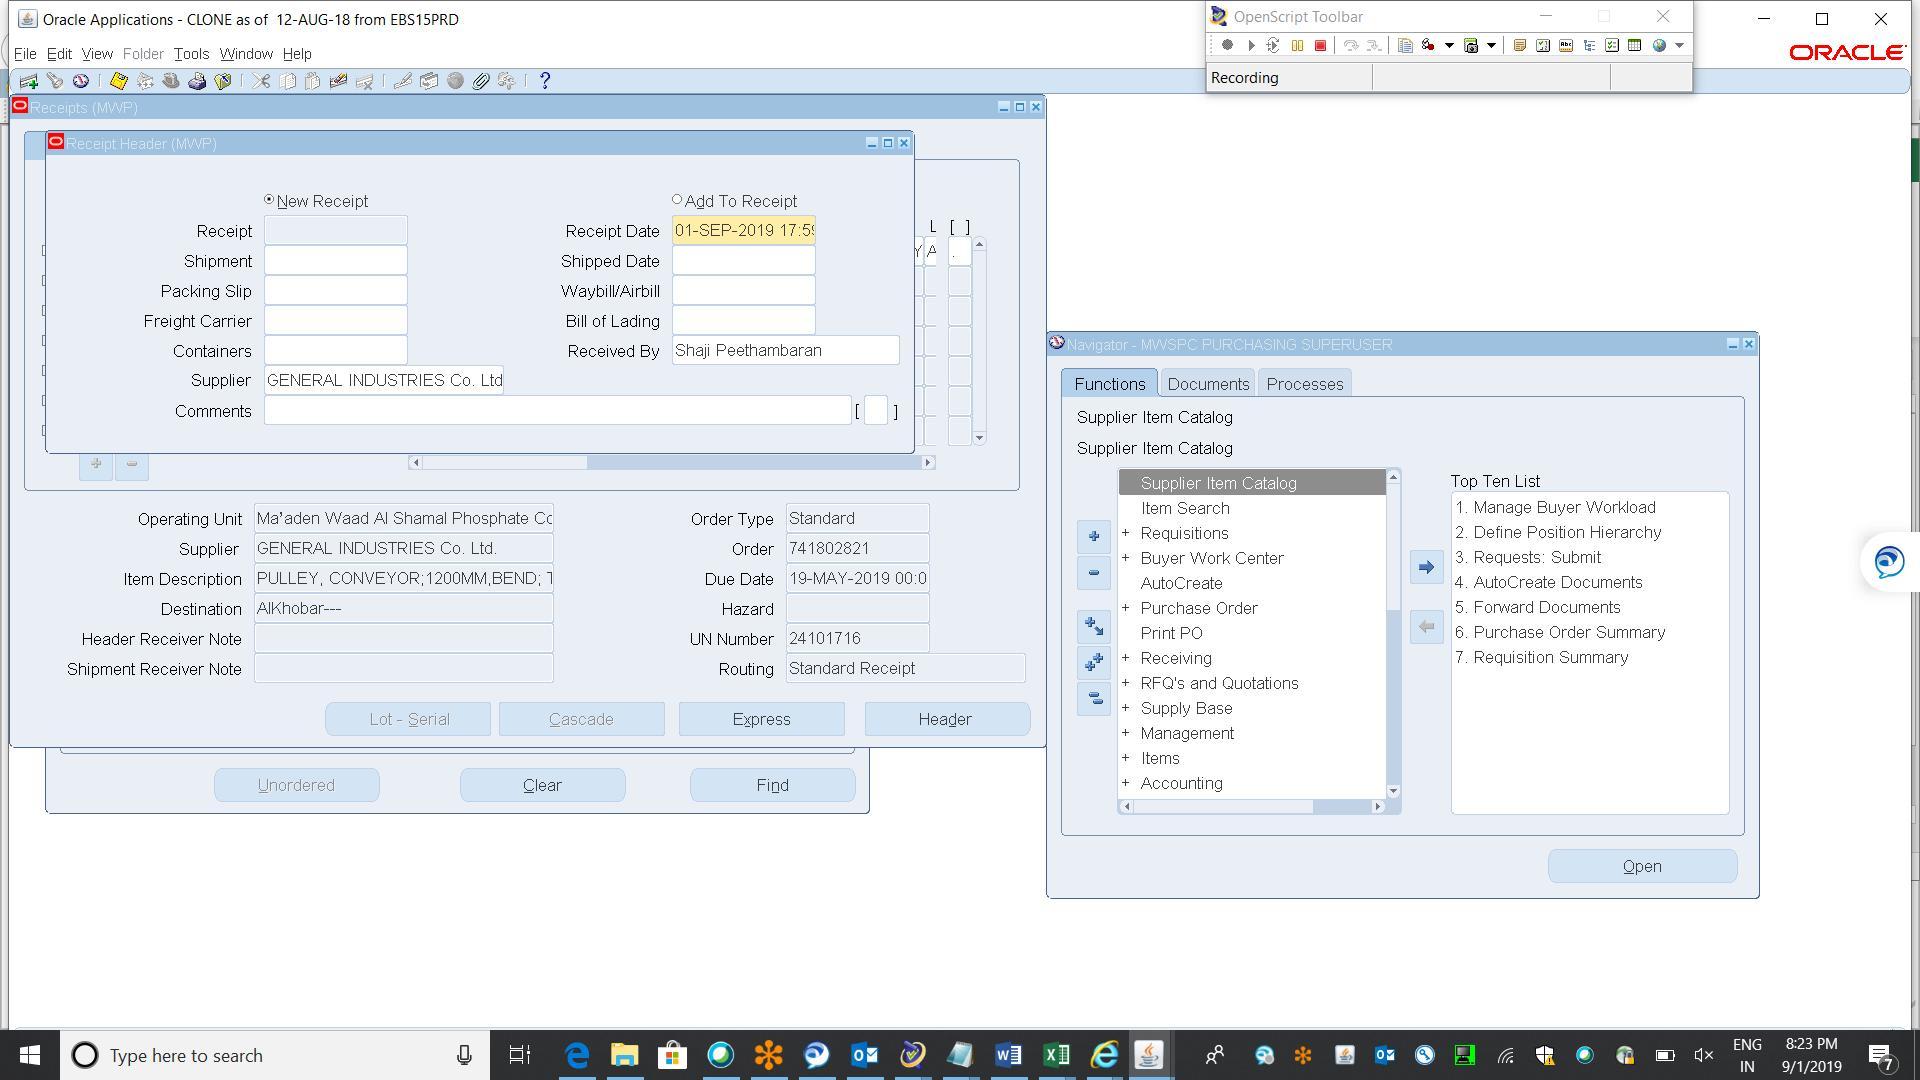 Oracle Applications - CLONE as of 12-AUG-18 from EBS15PRD
OpenScript Toolbar
File Edit View Folder Tools Window Help
ORACLE
Recording
Receipts (MWP)
Receipt Header (MWP)
New Receipt
Add To Receipt
Receipt
Receipt Date 01-SEP-2019 17:59
L [ ]
Shipment
Shipped Date
Y A .
Packing Slip
Waybill/Airbill
Freight Carrier
Bill of Lading
Containers
Received By Shaji Peethambaran
Supplier GENERAL INDUSTRIES Co. Ltd
Comments [ ]
Operating Unit Ma'aden Waad Al Shamal Phosphate Co
Order Type Standard
Supplier GENERAL INDUSTRIES Co. Ltd.
Order 741802821
Item Description PULLEY, CONVEYOR;1200MM,BEND; T
Due Date 19-MAY-2019 00:0
Destination AlKhobar---
Hazard
Header Receiver Note
UN Number 24101716
Shipment Receiver Note
Routing Standard Receipt
Lot - Serial Cascade Express Header
Unordered Clear Find
Navigator - MWSPC PURCHASING SUPERUSER
Functions Documents Processes
Supplier Item Catalog
Supplier Item Catalog
Supplier Item Catalog
Item Search
+ Requisitions
+ Buyer Work Center
AutoCreate
+ Purchase Order
Print PO
+ Receiving
+ RFQ's and Quotations
+ Supply Base
+ Management
+ Items
+ Accounting
Top Ten List
1. Manage Buyer Workload
2. Define Position Hierarchy
3. Requests: Submit
4. AutoCreate Documents
5. Forward Documents
6. Purchase Order Summary
7. Requisition Summary
Open
Type here to search
ENG
IN
8:23 PM
9/1/2019
7